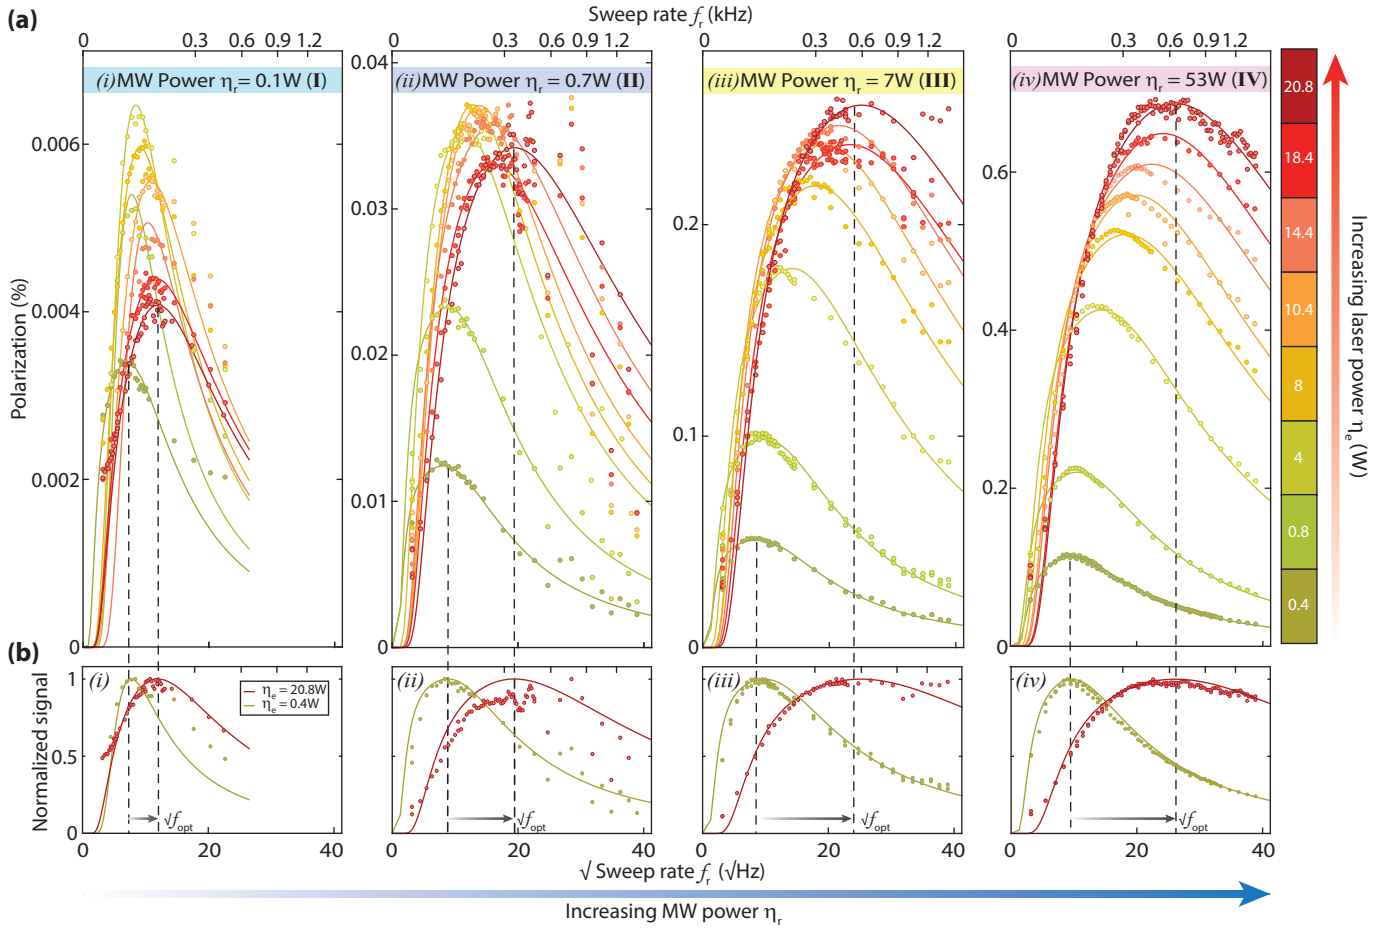 (a)
Sweep rate f_r (kHz)
0 0.3 0.6 0.9 1.2
0 0.3 0.6 0.9 1.2
0 0.3 0.6 0.9 1.2
0 0.3 0.6 0.9 1.2
(i) MW Power η_r = 0.1W (I)
(ii) MW Power η_r = 0.7W (II)
(iii) MW Power η_r = 7W (III)
(iv) MW Power η_r = 53W (IV)
Polarization (%)
0.006
0.004
0.002
0
0.04
0.03
0.02
0.01
0
0.2
0.1
0
0.6
0.4
0.2
0
20.8
18.4
14.4
10.4
8
4
0.8
0.4
Increasing laser power η_e (W)
(b)
Normalized signal
1
0.5
0
(i)
η_e = 20.8W
η_e = 0.4W
√f_opt
(ii)
√f_opt
(iii)
√f_opt
(iv)
√f_opt
0 20 40
0 20 40
0 20 40
0 20 40
√ Sweep rate f_r (√Hz)
Increasing MW power η_r